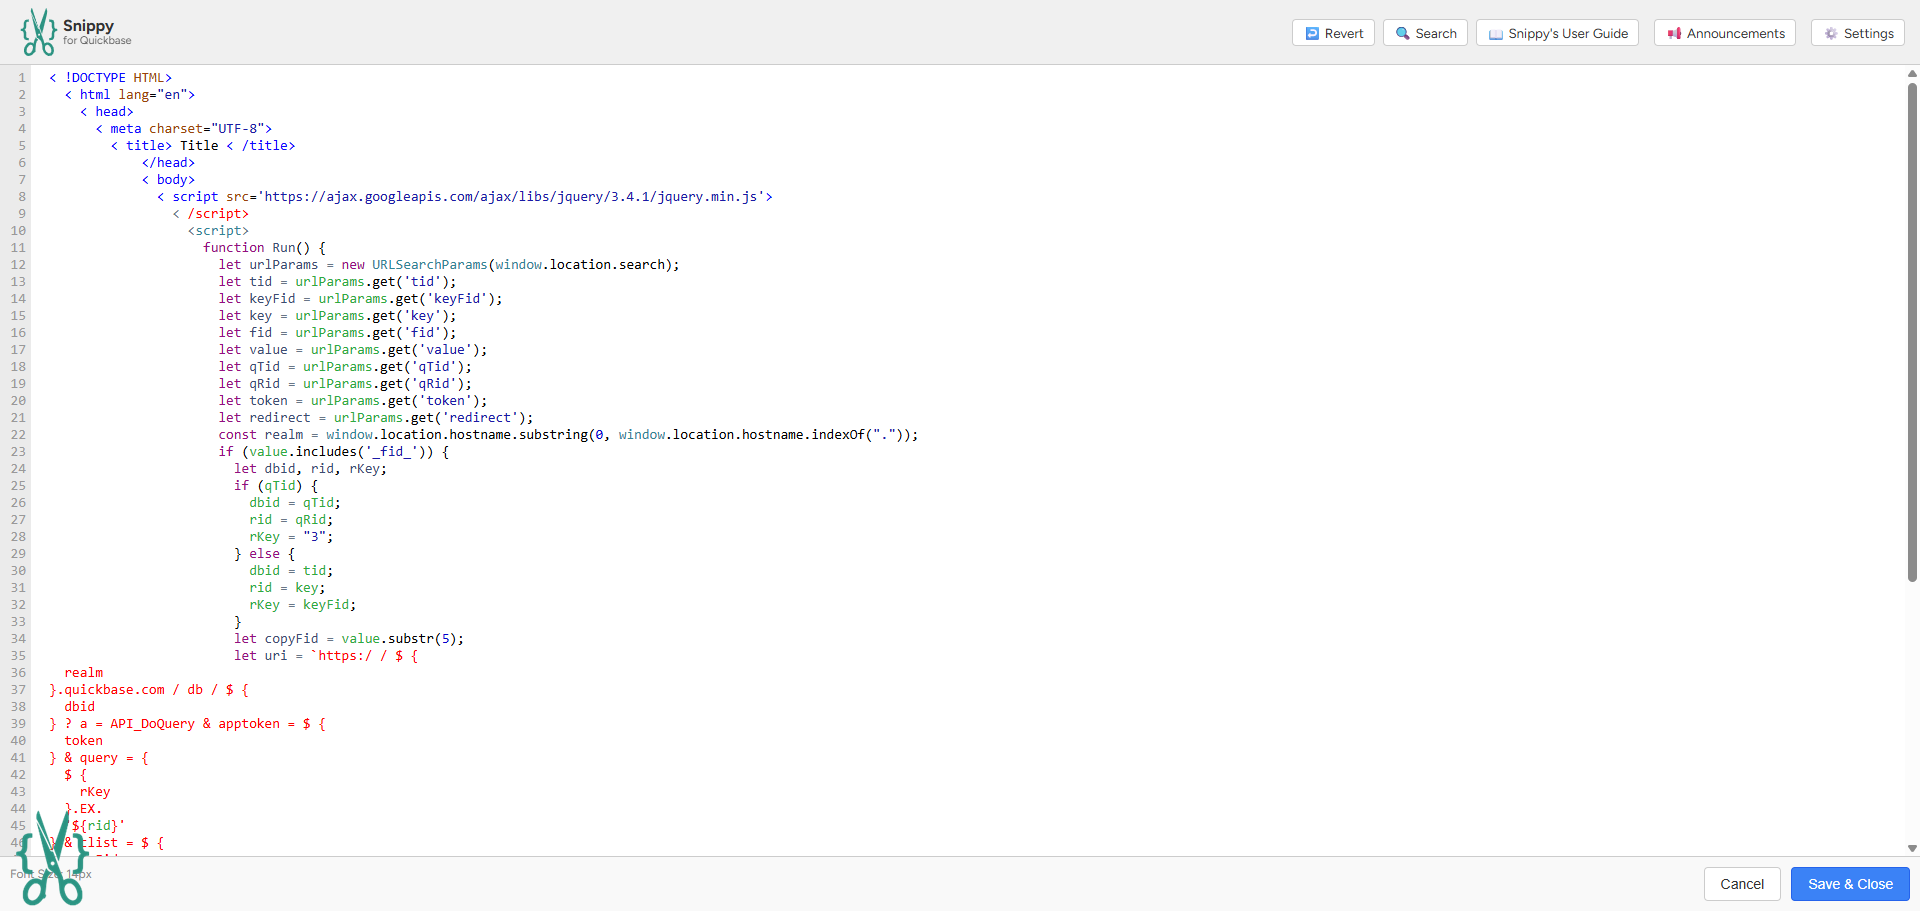 Snippy
for Quickbase
Revert
Search
Snippy's User Guide
Announcements
Settings
1 < !DOCTYPE HTML>
2 < html lang="en">
3 < head>
4 < meta charset="UTF-8">
5 < title> Title < /title>
6 </head>
7 < body>
8 < script src='https://ajax.googleapis.com/ajax/libs/jquery/3.4.1/jquery.min.js'>
9 < /script>
10 <script>
11 function Run() {
12 let urlParams = new URLSearchParams(window.location.search);
13 let tid = urlParams.get('tid');
14 let keyFid = urlParams.get('keyFid');
15 let key = urlParams.get('key');
16 let fid = urlParams.get('fid');
17 let value = urlParams.get('value');
18 let qTid = urlParams.get('qTid');
19 let qRid = urlParams.get('qRid');
20 let token = urlParams.get('token');
21 let redirect = urlParams.get('redirect');
22 const realm = window.location.hostname.substring(0, window.location.hostname.indexOf("."));
23 if (value.includes('_fid_')) {
24 let dbid, rid, rKey;
25 if (qTid) {
26 dbid = qTid;
27 rid = qRid;
28 rKey = "3";
29 } else {
30 dbid = tid;
31 rid = key;
32 rKey = keyFid;
33 }
34 let copyFid = value.substr(5);
35 let uri = `https:/ / $ {
36 realm
37 }.quickbase.com / db / $ {
38 dbid
39 } ? a = API_DoQuery & apptoken = $ {
40 token
41 } & query = {
42 $ {
43 rKey
44 }.EX.
45 ${rid}'
46 } & clist = $ {
Font Size: 14px
Cancel
Save & Close